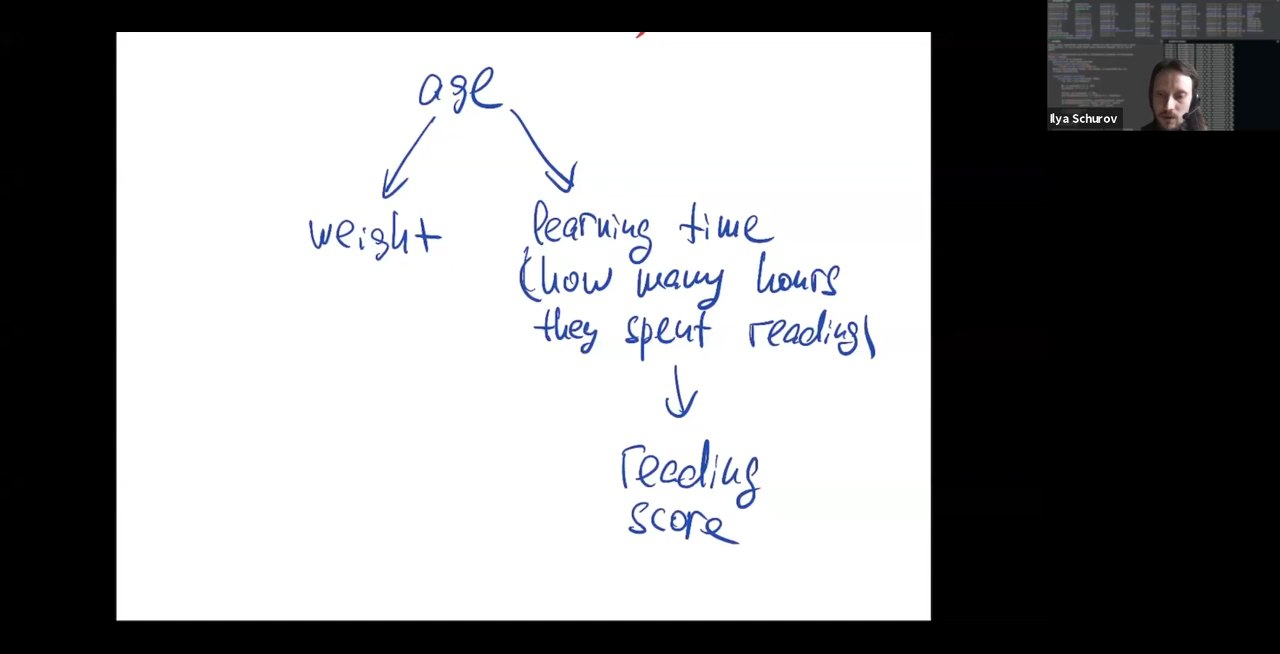 age
weight
learning time
(how many hours
they spent reading)
reading
score
Ilya Schurov